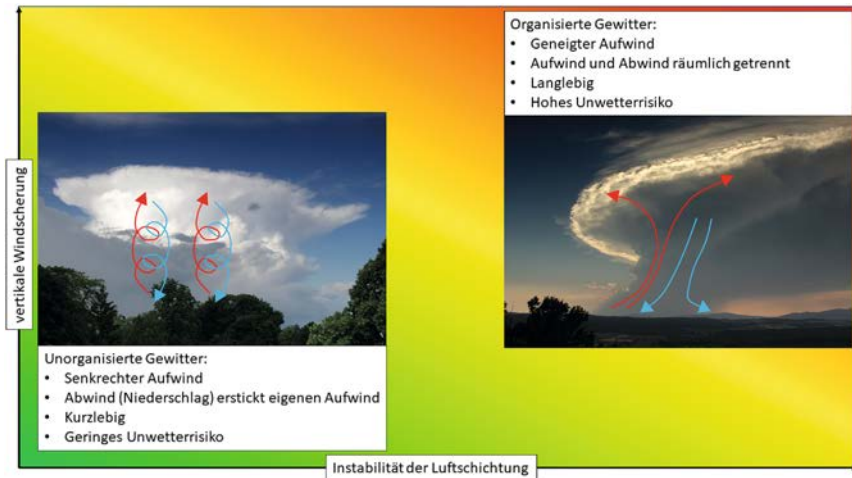 Organisierte Gewitter:
• Geneigter Aufwind
• Aufwind und Abwind räumlich getrennt
• Langlebig
• Hohes Unwetterrisiko
vertikale Windscherung
Unorganisierte Gewitter:
• Senkrechter Aufwind
• Abwind (Niederschlag) erstickt eigenen Aufwind
• Kurzlebig
• Geringes Unwetterrisiko
Instabilität der Luftschichtung